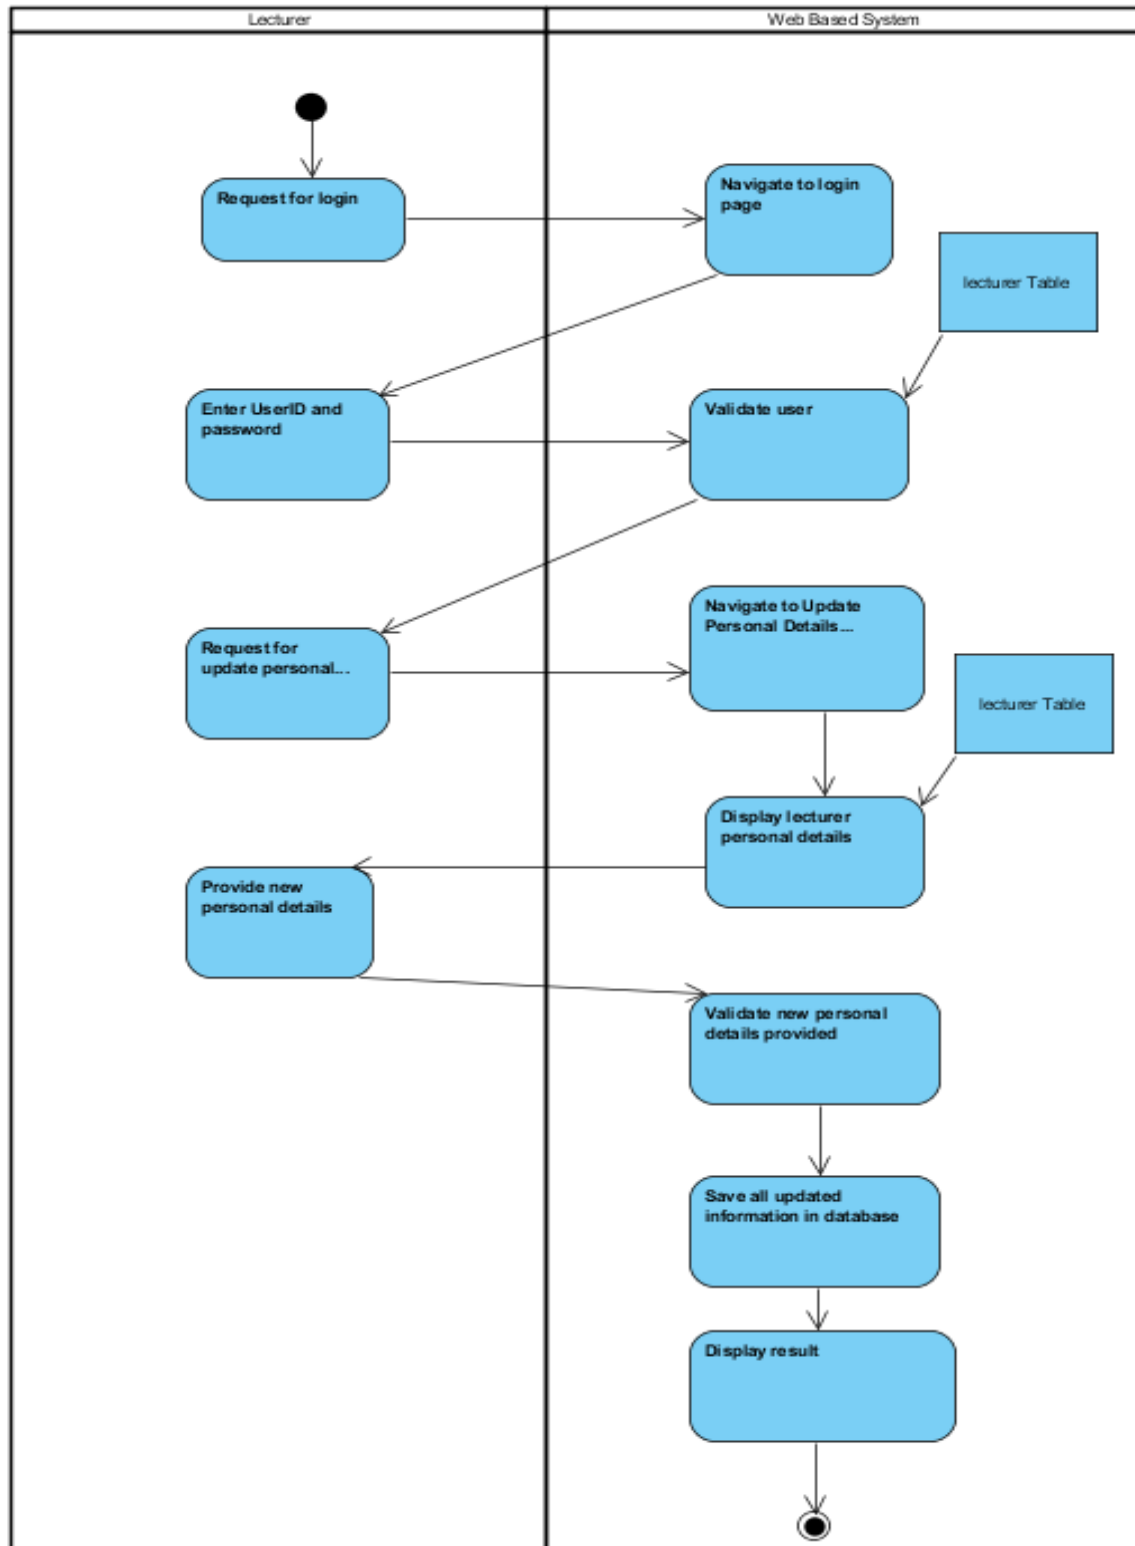 Lecturer
Web Based System
Request for login
Navigate to login
page
lecturer Table
Enter UserID and
password
Validate user
Request for
update personal...
Navigate to Update
Personal Details...
lecturer Table
Display lecturer
personal details
Provide new
personal details
Validate new personal
details provided
Save all updated
information in database
Display result